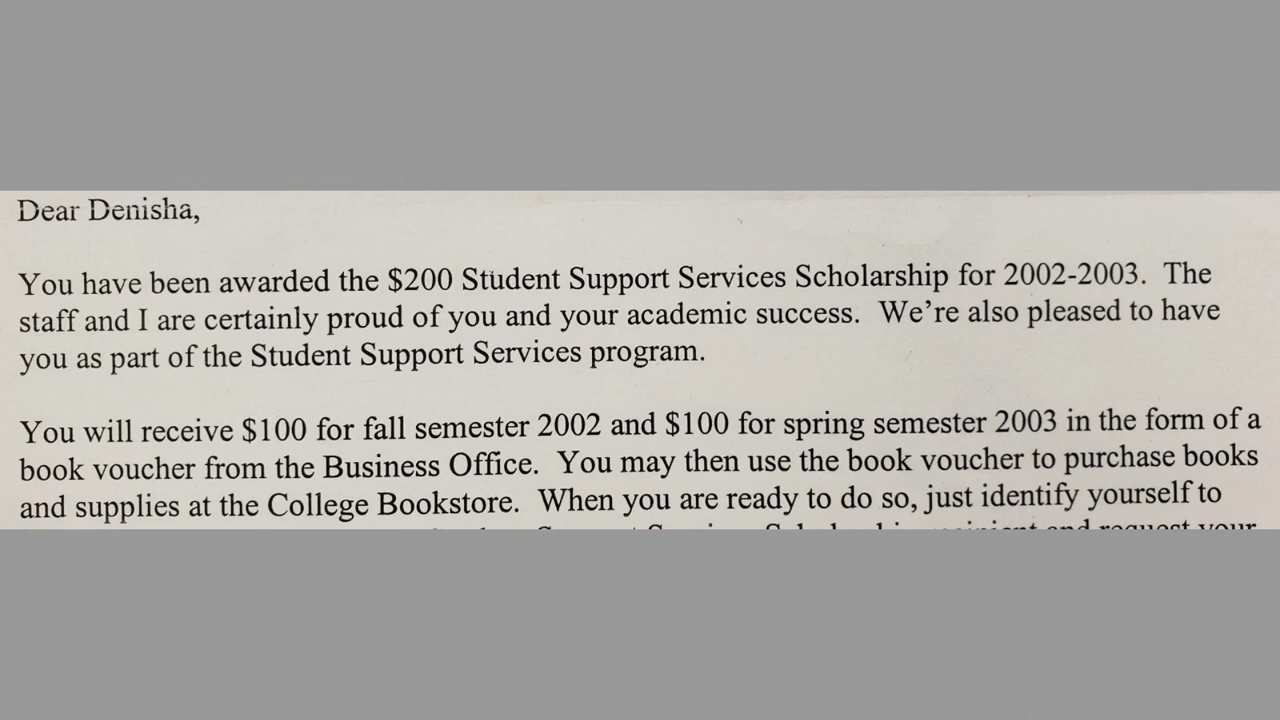 Dear Denisha,
You have been awarded the $200 Student Support Services Scholarship for 2002-2003.  The
staff and I are certainly proud of you and your academic success.  We’re also pleased to have
you as part of the Student Support Services program.
You will receive $100 for fall semester 2002 and $100 for spring semester 2003 in the form of a
book voucher from the Business Office.  You may then use the book voucher to purchase books
and supplies at the College Bookstore.  When you are ready to do so, just identify yourself to
and request your